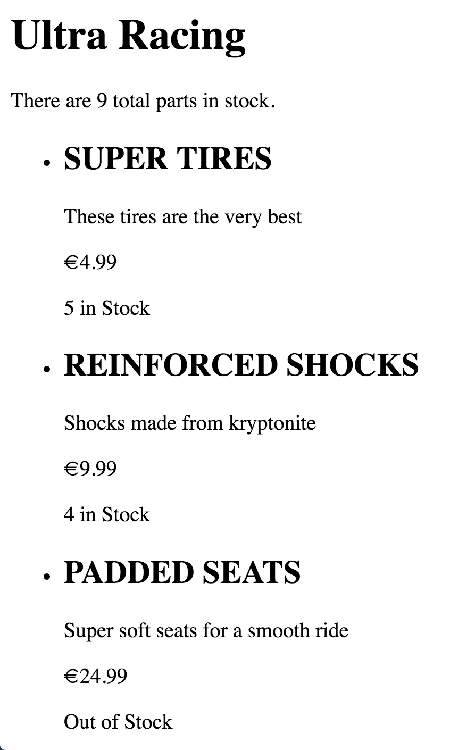 Ultra Racing
There are 9 total parts in stock.
SUPER TIRES
These tires are the very best
€4.99
5 in Stock
REINFORCED SHOCKS
Shocks made from kryptonite
€9.99
4 in Stock
PADDED SEATS
Super soft seats for a smooth ride
€24.99
Out of Stock